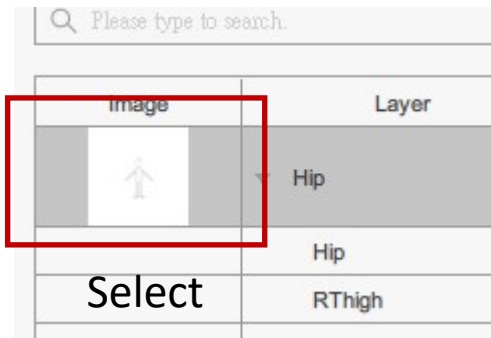 Please type to search.
Image Layer
Hip
Hip
Select RThigh